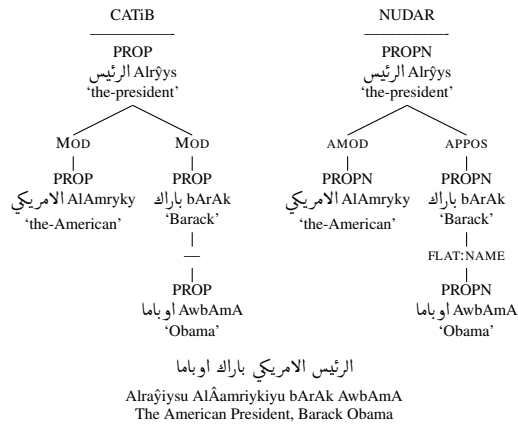 CATiB NUDAR
PROP PROPN
الرئيس Alrŷys الرئيس Alrŷys
‘the-president’ ‘the-president’
MOD MOD AMOD APPOS
PROP PROP PROPN PROPN
الامريكي AlAmryky باراك bArAk الامريكي AlAmryky باراك bArAk
‘the-American’ ‘Barack’ ‘the-American’ ‘Barack’
— FLAT:NAME
PROP PROPN
اوباما AwbAmA اوباما AwbAmA
‘Obama’ ‘Obama’
الرئيس الامريكي باراك اوباما
Alraŷiysu AlÂamriykiyu bArAk AwbAmA
The American President, Barack Obama